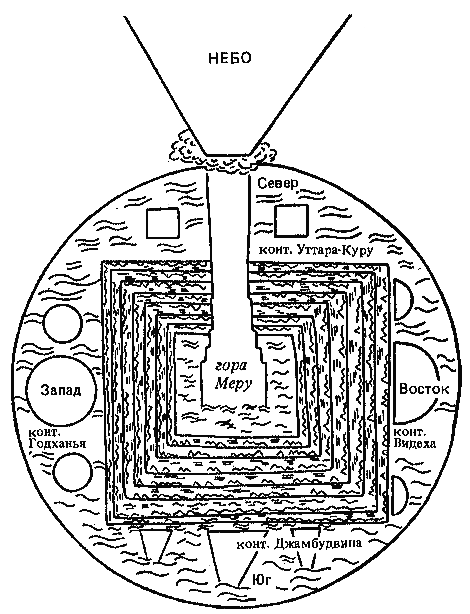 НЕБО
Север
конт. Уттара-Куру
гора
Меру
Запад
Восток
конт.
Годханья
конт.
Видеха
конт. Джамбудвипа
Юг